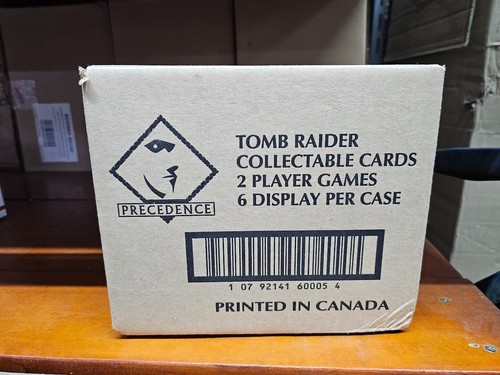 TOMB RAIDER
COLLECTABLE CARDS
2 PLAYER GAMES
6 DISPLAY PER CASE
PRECEDENCE
1 07 92141 60005 4
PRINTED IN CANADA